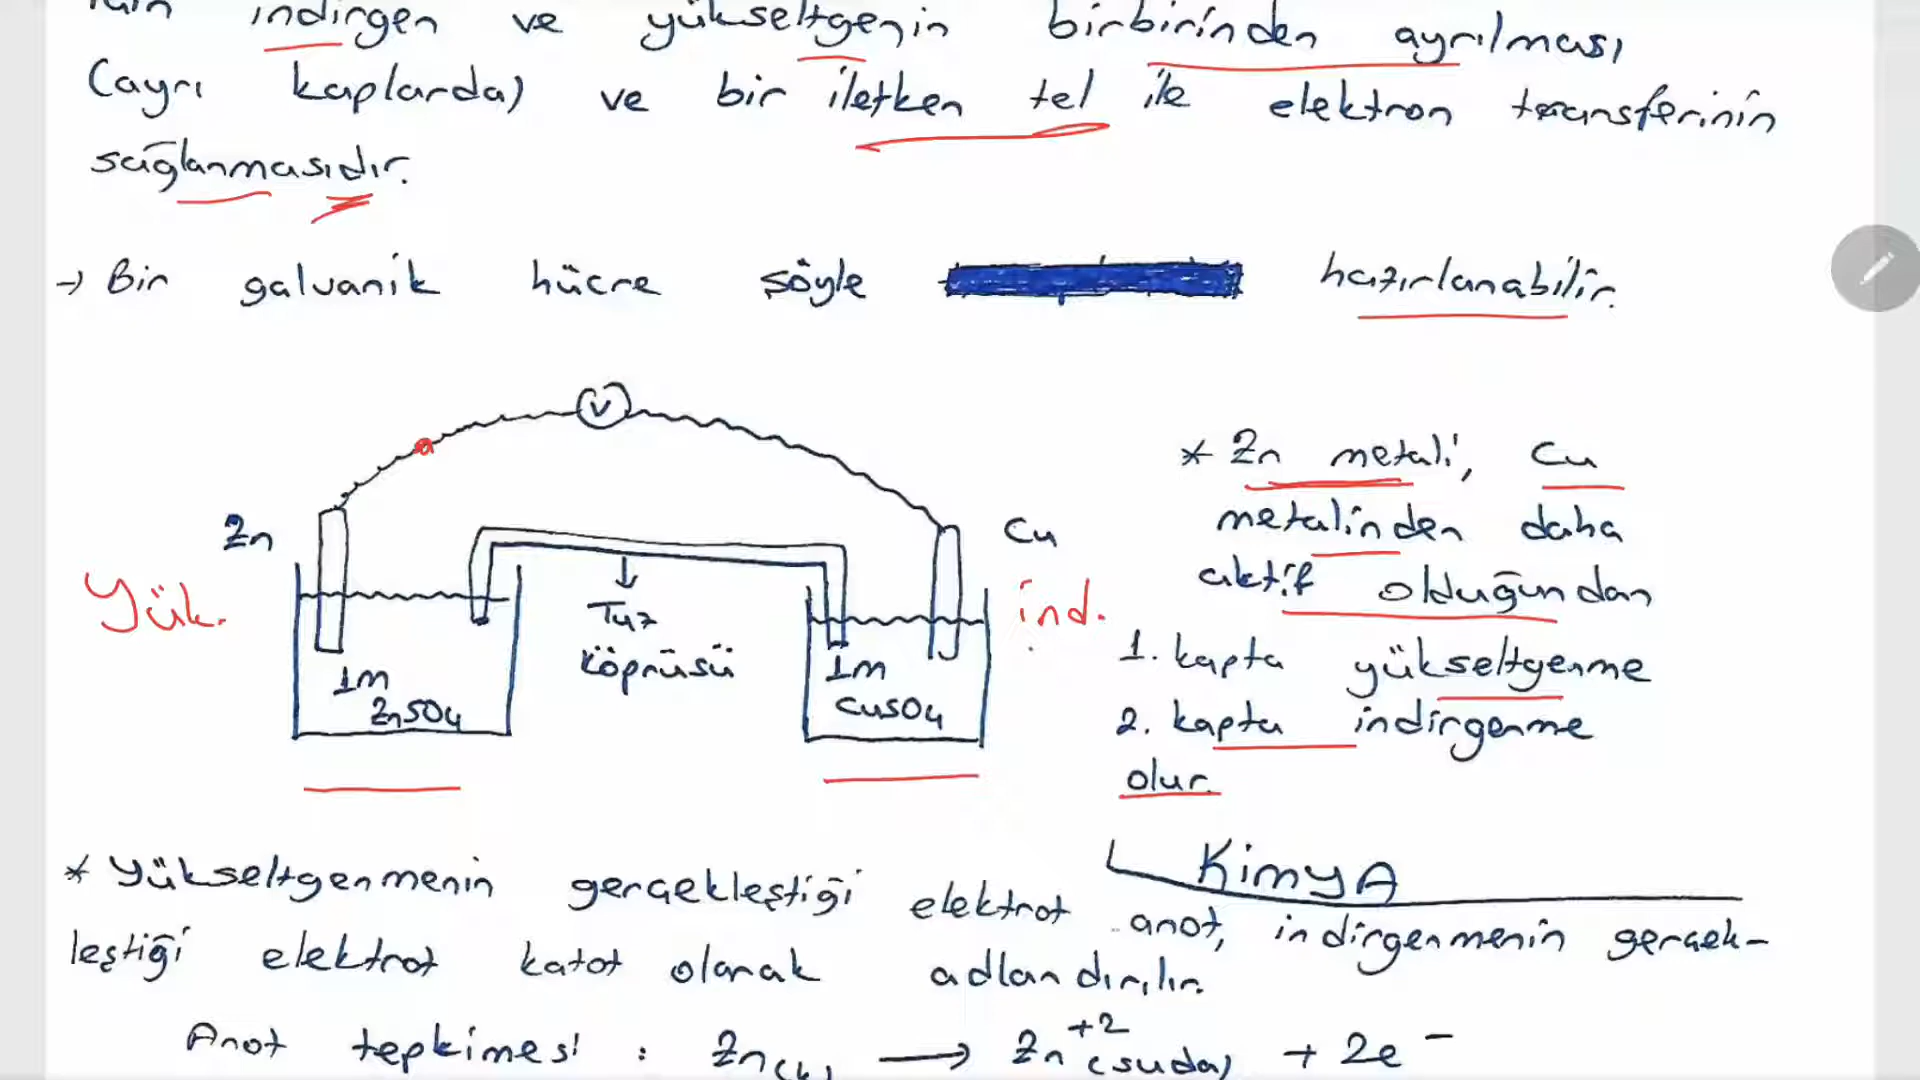 için indirgen ve yükseltgenin birbirinden ayrılması
(ayrı kaplarda) ve bir iletken tel ile elektron transferinin
sağlanmasıdır.
→ Bir galvanik hücre şöyle hazırlanabilir.
V
Zn
Cu
Yük.
ind.
Tuz
köprüsü
1M
ZnSO4
1M
CuSO4
* Zn metali, Cu
metalinden daha
aktif olduğundan
1. kapta yükseltgenme
2. kapta indirgenme
olur.
KimyA
* Yükseltgenmenin gerçekleştiği elektrot anot, indirgenmenin gerçek-
leştiği elektrot katot olarak adlandırılır.
Anot tepkimesi : Zn(k) → Zn+2 (suda) + 2e-